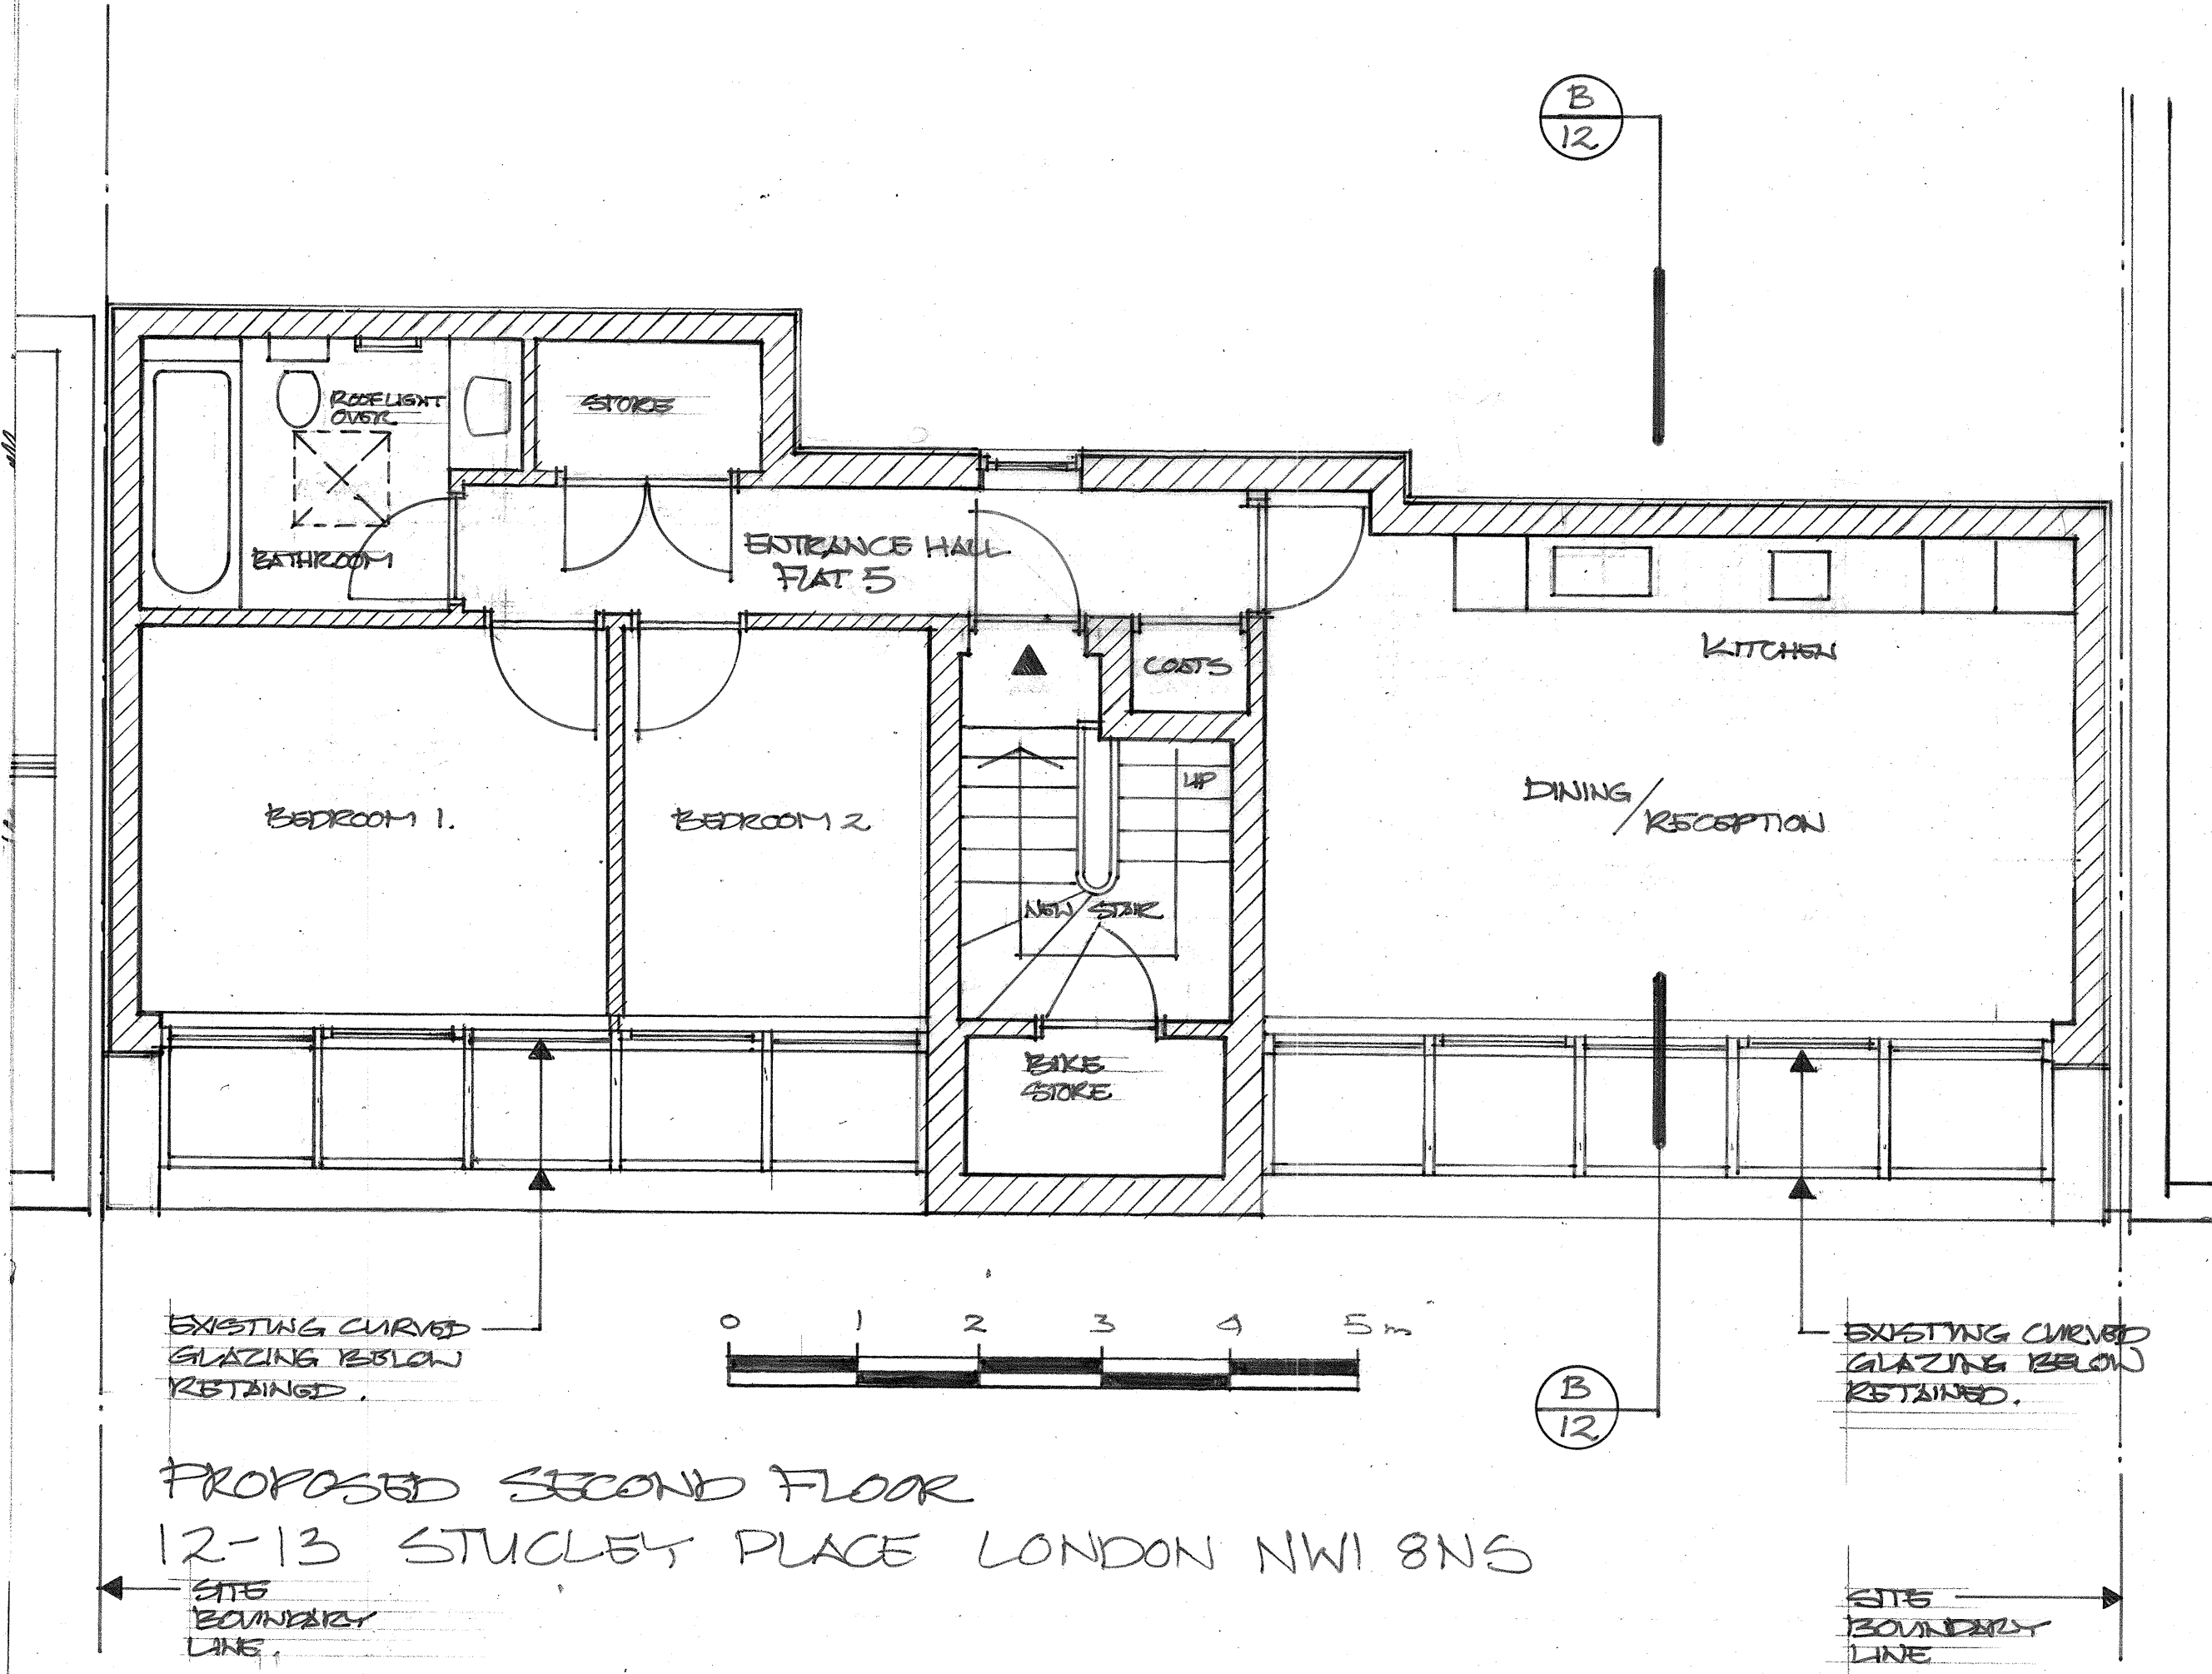 B
12
ROOFLIGHT
OVER
STORE
BATHROOM
ENTRANCE HALL
FLAT 5
COATS
KITCHEN
UP
BEDROOM 1.
BEDROOM 2
DINING/
RECEPTION
NEW STAIR
BIKE
STORE
EXISTING CURVED
GLAZING BELOW
RETAINED.
0 1 2 3 4 5m
B
12
EXISTING CURVED
GLAZING BELOW
RETAINED.
PROPOSED SECOND FLOOR
12-13 STUCLEY PLACE LONDON NW1 8NS
SITE
BOUNDARY
LINE.
SITE
BOUNDARY
LINE